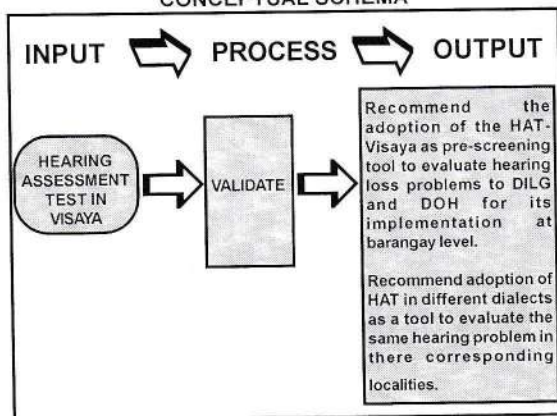 CONCEPTUAL SCHEMA
INPUT PROCESS OUTPUT
HEARING
ASSESSMENT
TEST IN
VISAYA
VALIDATE
Recommend the
adoption of the HAT-
Visaya as pre-screening
tool to evaluate hearing
loss problems to DILG
and DOH for its
implementation at
barangay level.
Recommend adoption of
HAT in different dialects
as a tool to evaluate the
same hearing problem in
there corresponding
localities.